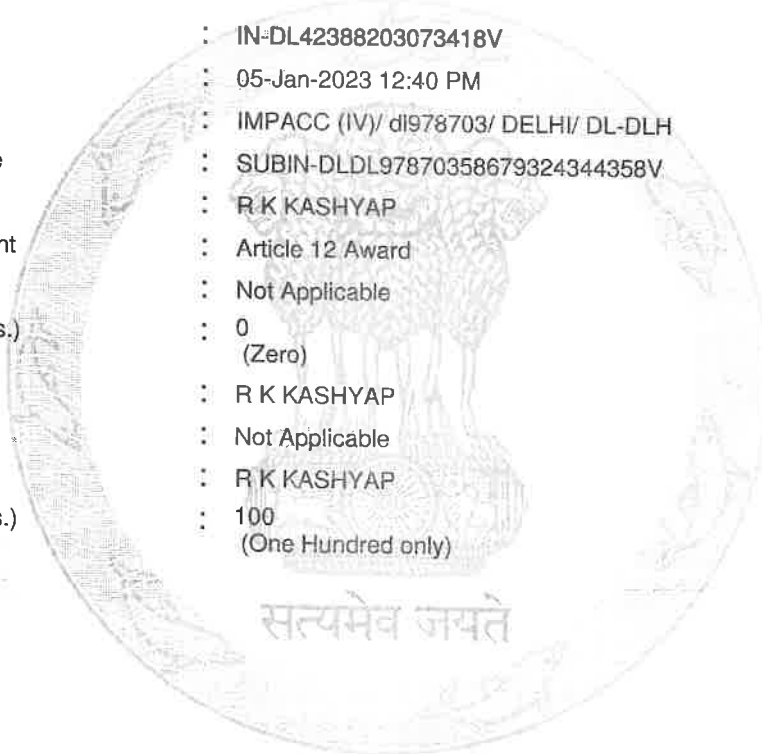 : IN-DL42388203073418V
: 05-Jan-2023 12:40 PM
: IMPACC (IV)/ dl978703/ DELHI/ DL-DLH
e : SUBIN-DLDL97870358679324344358V
: R K KASHYAP
nt : Article 12 Award
: Not Applicable
s.) : 0
(Zero)
: R K KASHYAP
: Not Applicable
: R K KASHYAP
s.) : 100
(One Hundred only)
सत्यमेव जयते